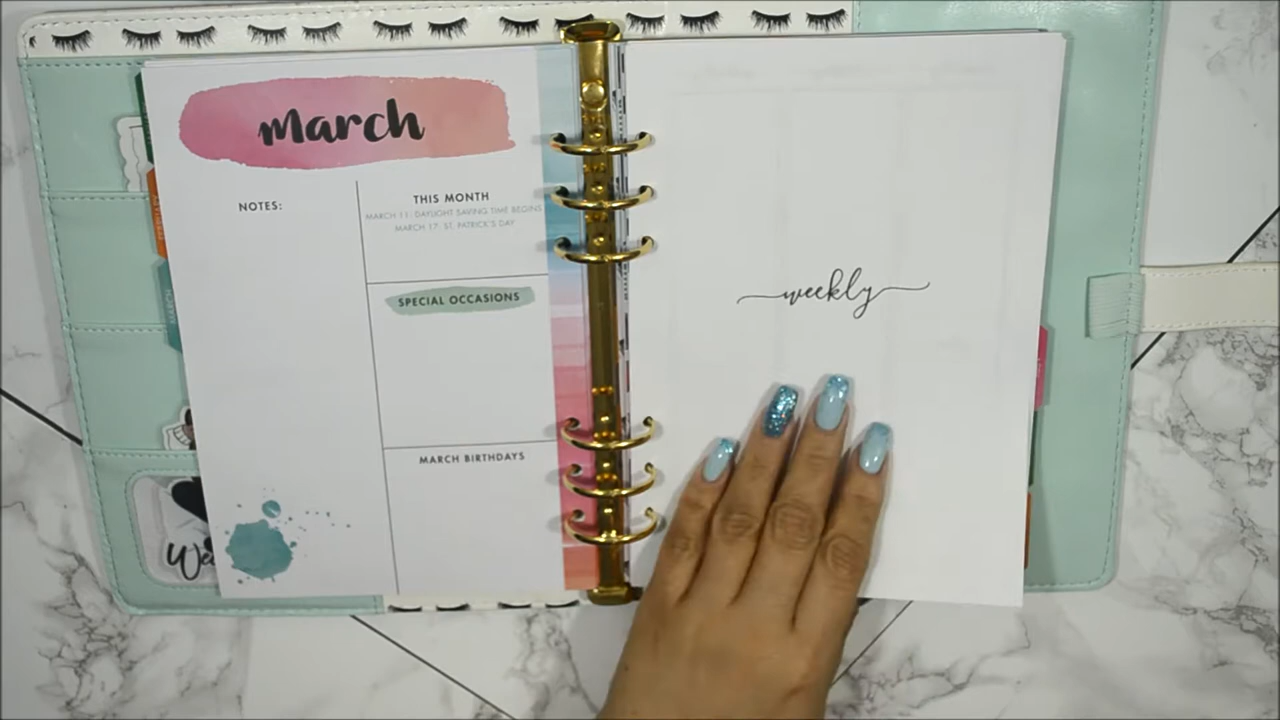 march
NOTES:
THIS MONTH
MARCH 11: DAYLIGHT SAVING TIME BEGINS
MARCH 17: ST. PATRICK'S DAY
SPECIAL OCCASIONS
MARCH BIRTHDAYS
weekly
MARCH